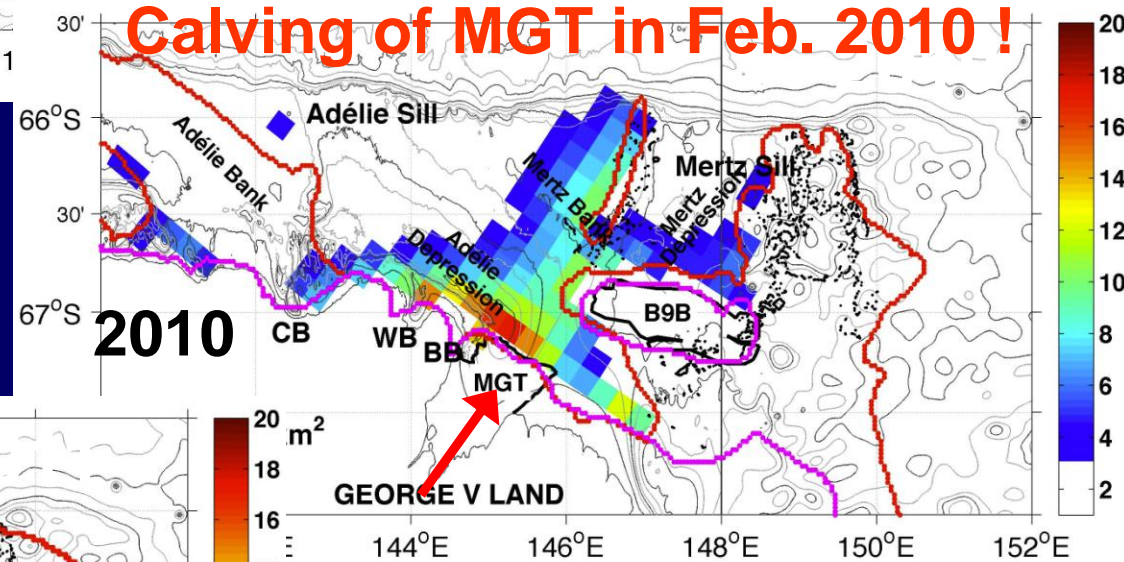 Calving of MGT in Feb. 2010 !
30'
66°S
30'
67°S
1
Adélie Sill
Adélie Bank
Mertz Bank
Mertz Sill
Mertz
Depression
Adélie
Depression
B9B
2010
CB
WB
BB
MGT
GEORGE V LAND
E
144°E
146°E
148°E
150°E
152°E
20
18
16
14
12
10
8
6
4
2
m²
20
18
16